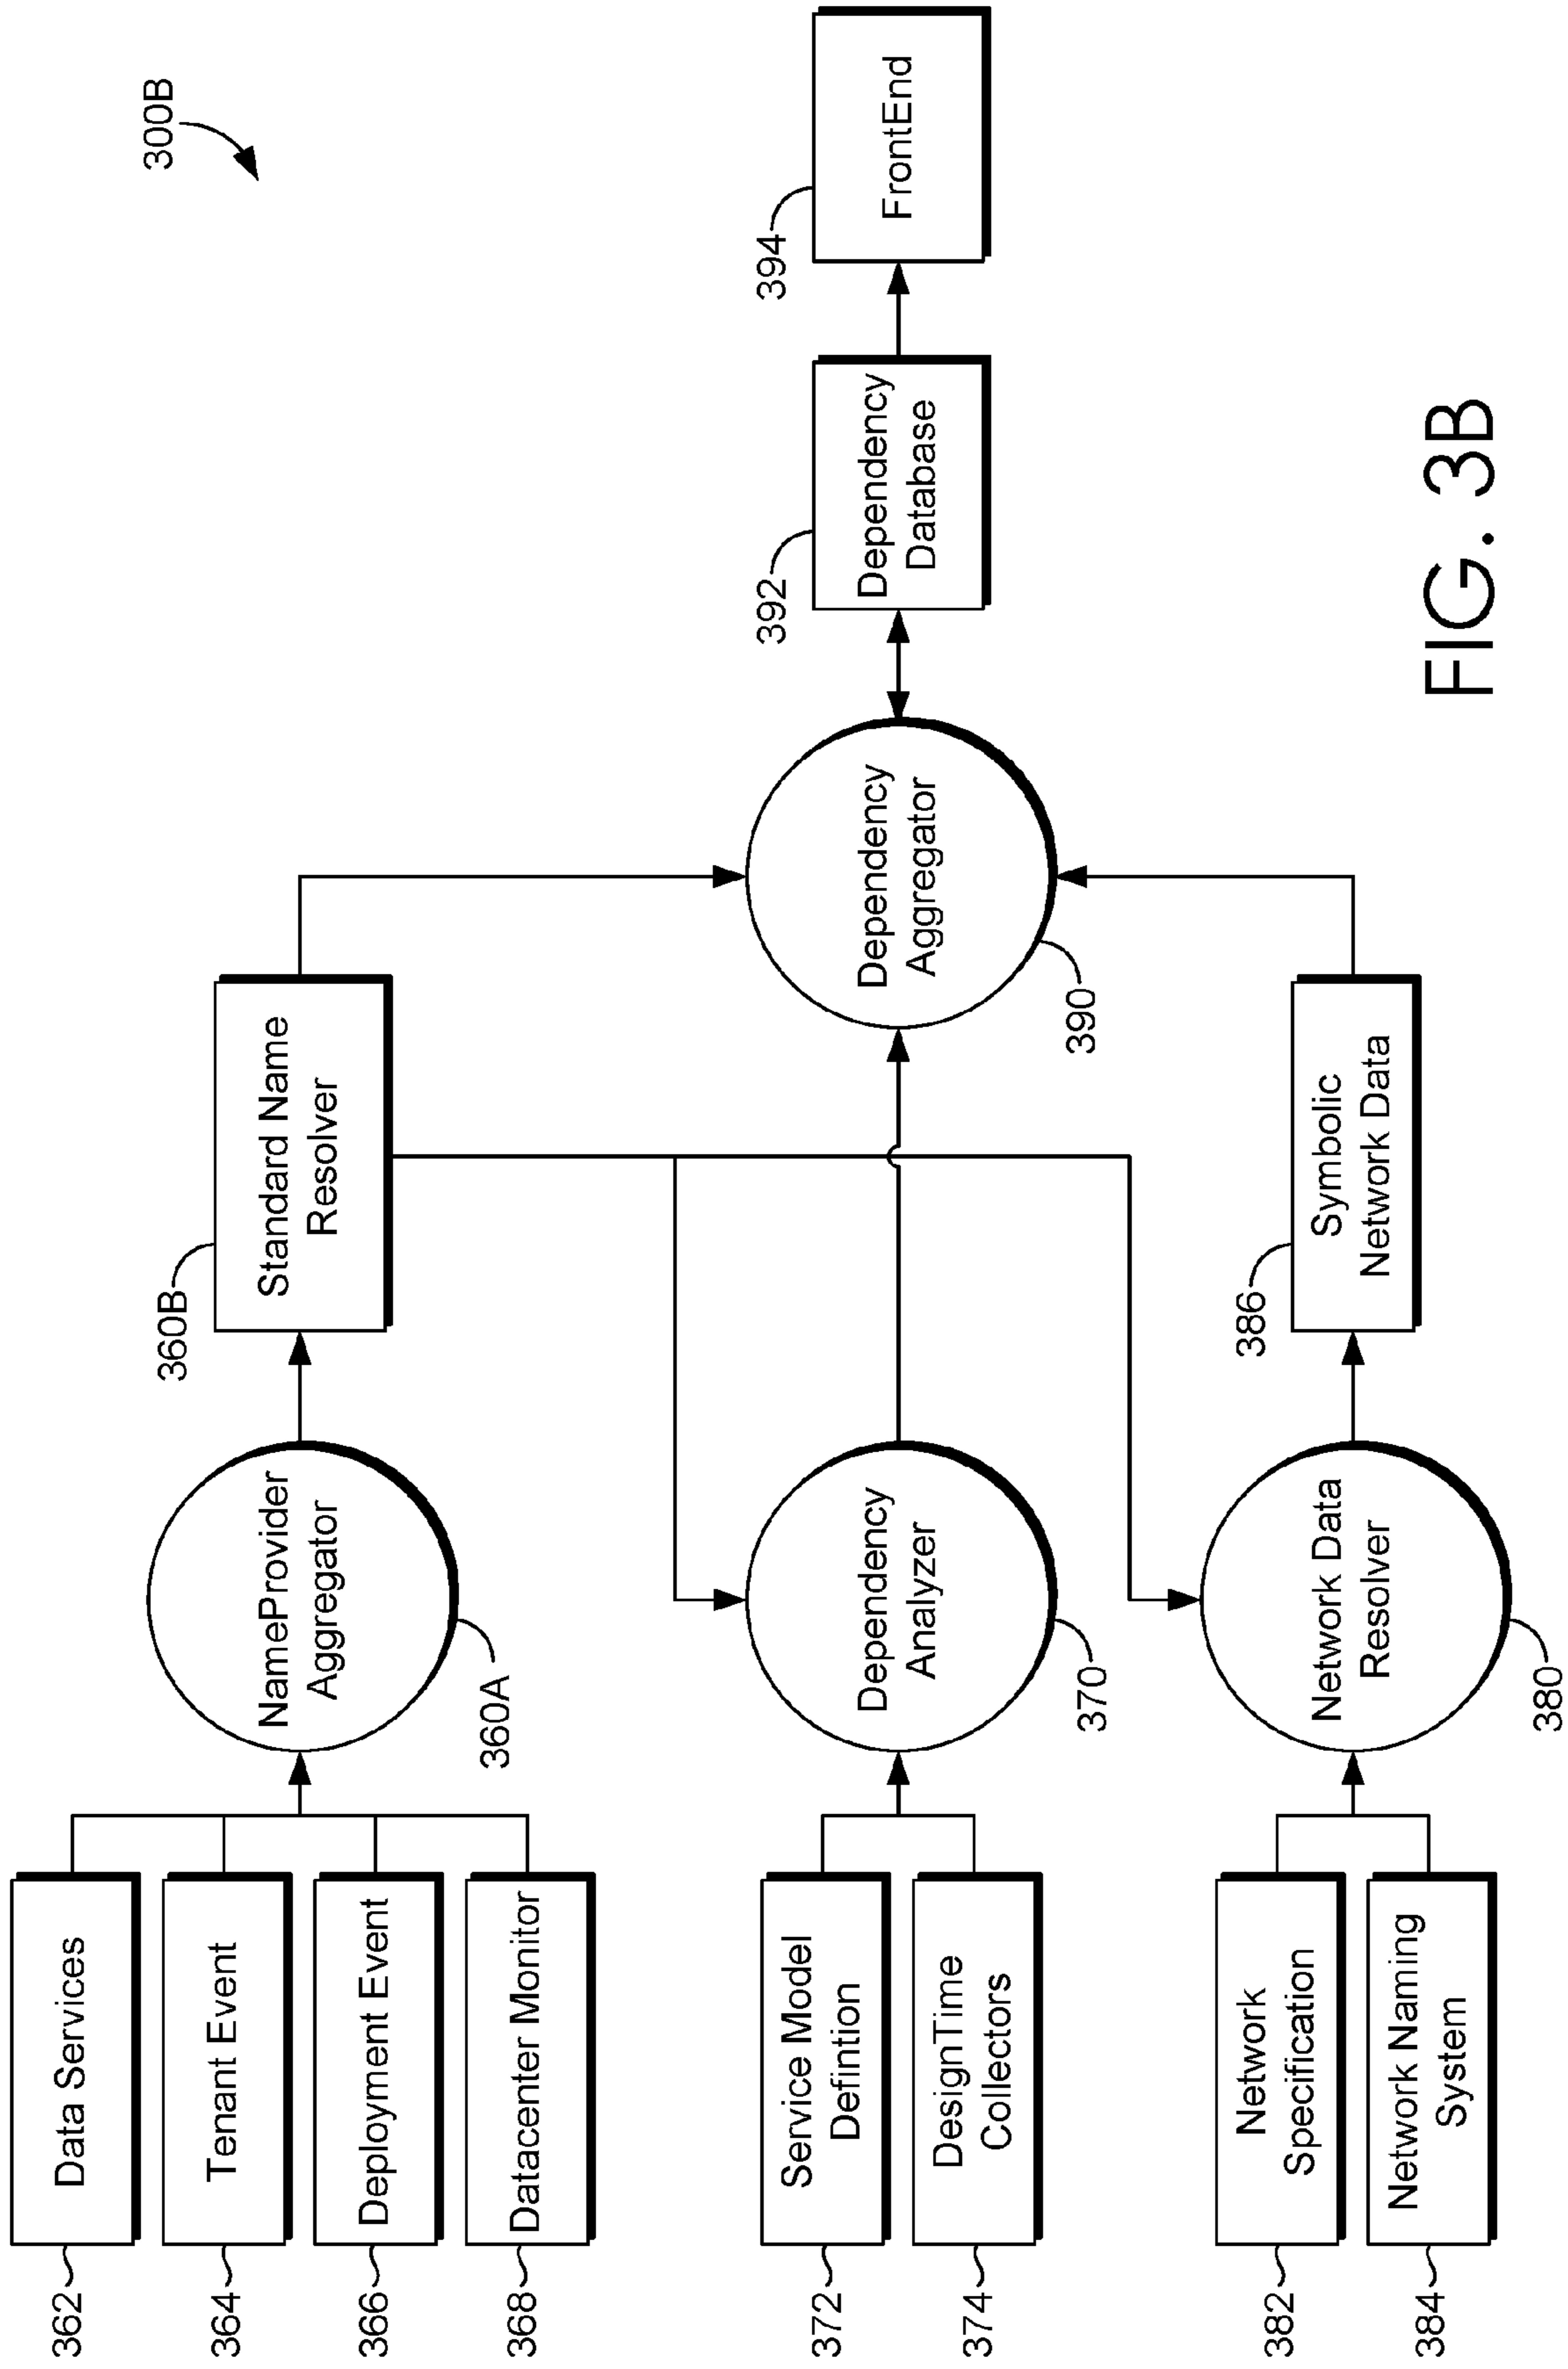 300B
362
Data Services
364
Tenant Event
366
Deployment Event
368
Datacenter Monitor
NameProvider
Aggregator
360A
360B
Standard Name
Resolver
372
Service Model
Defintion
374
DesignTime
Collectors
Dependency
Analyzer
370
Dependency
Aggregator
390
392
Dependency
Database
394
FrontEnd
382
Network
Specification
384
Network Naming
System
Network Data
Resolver
380
386
Symbolic
Network Data
FIG. 3B